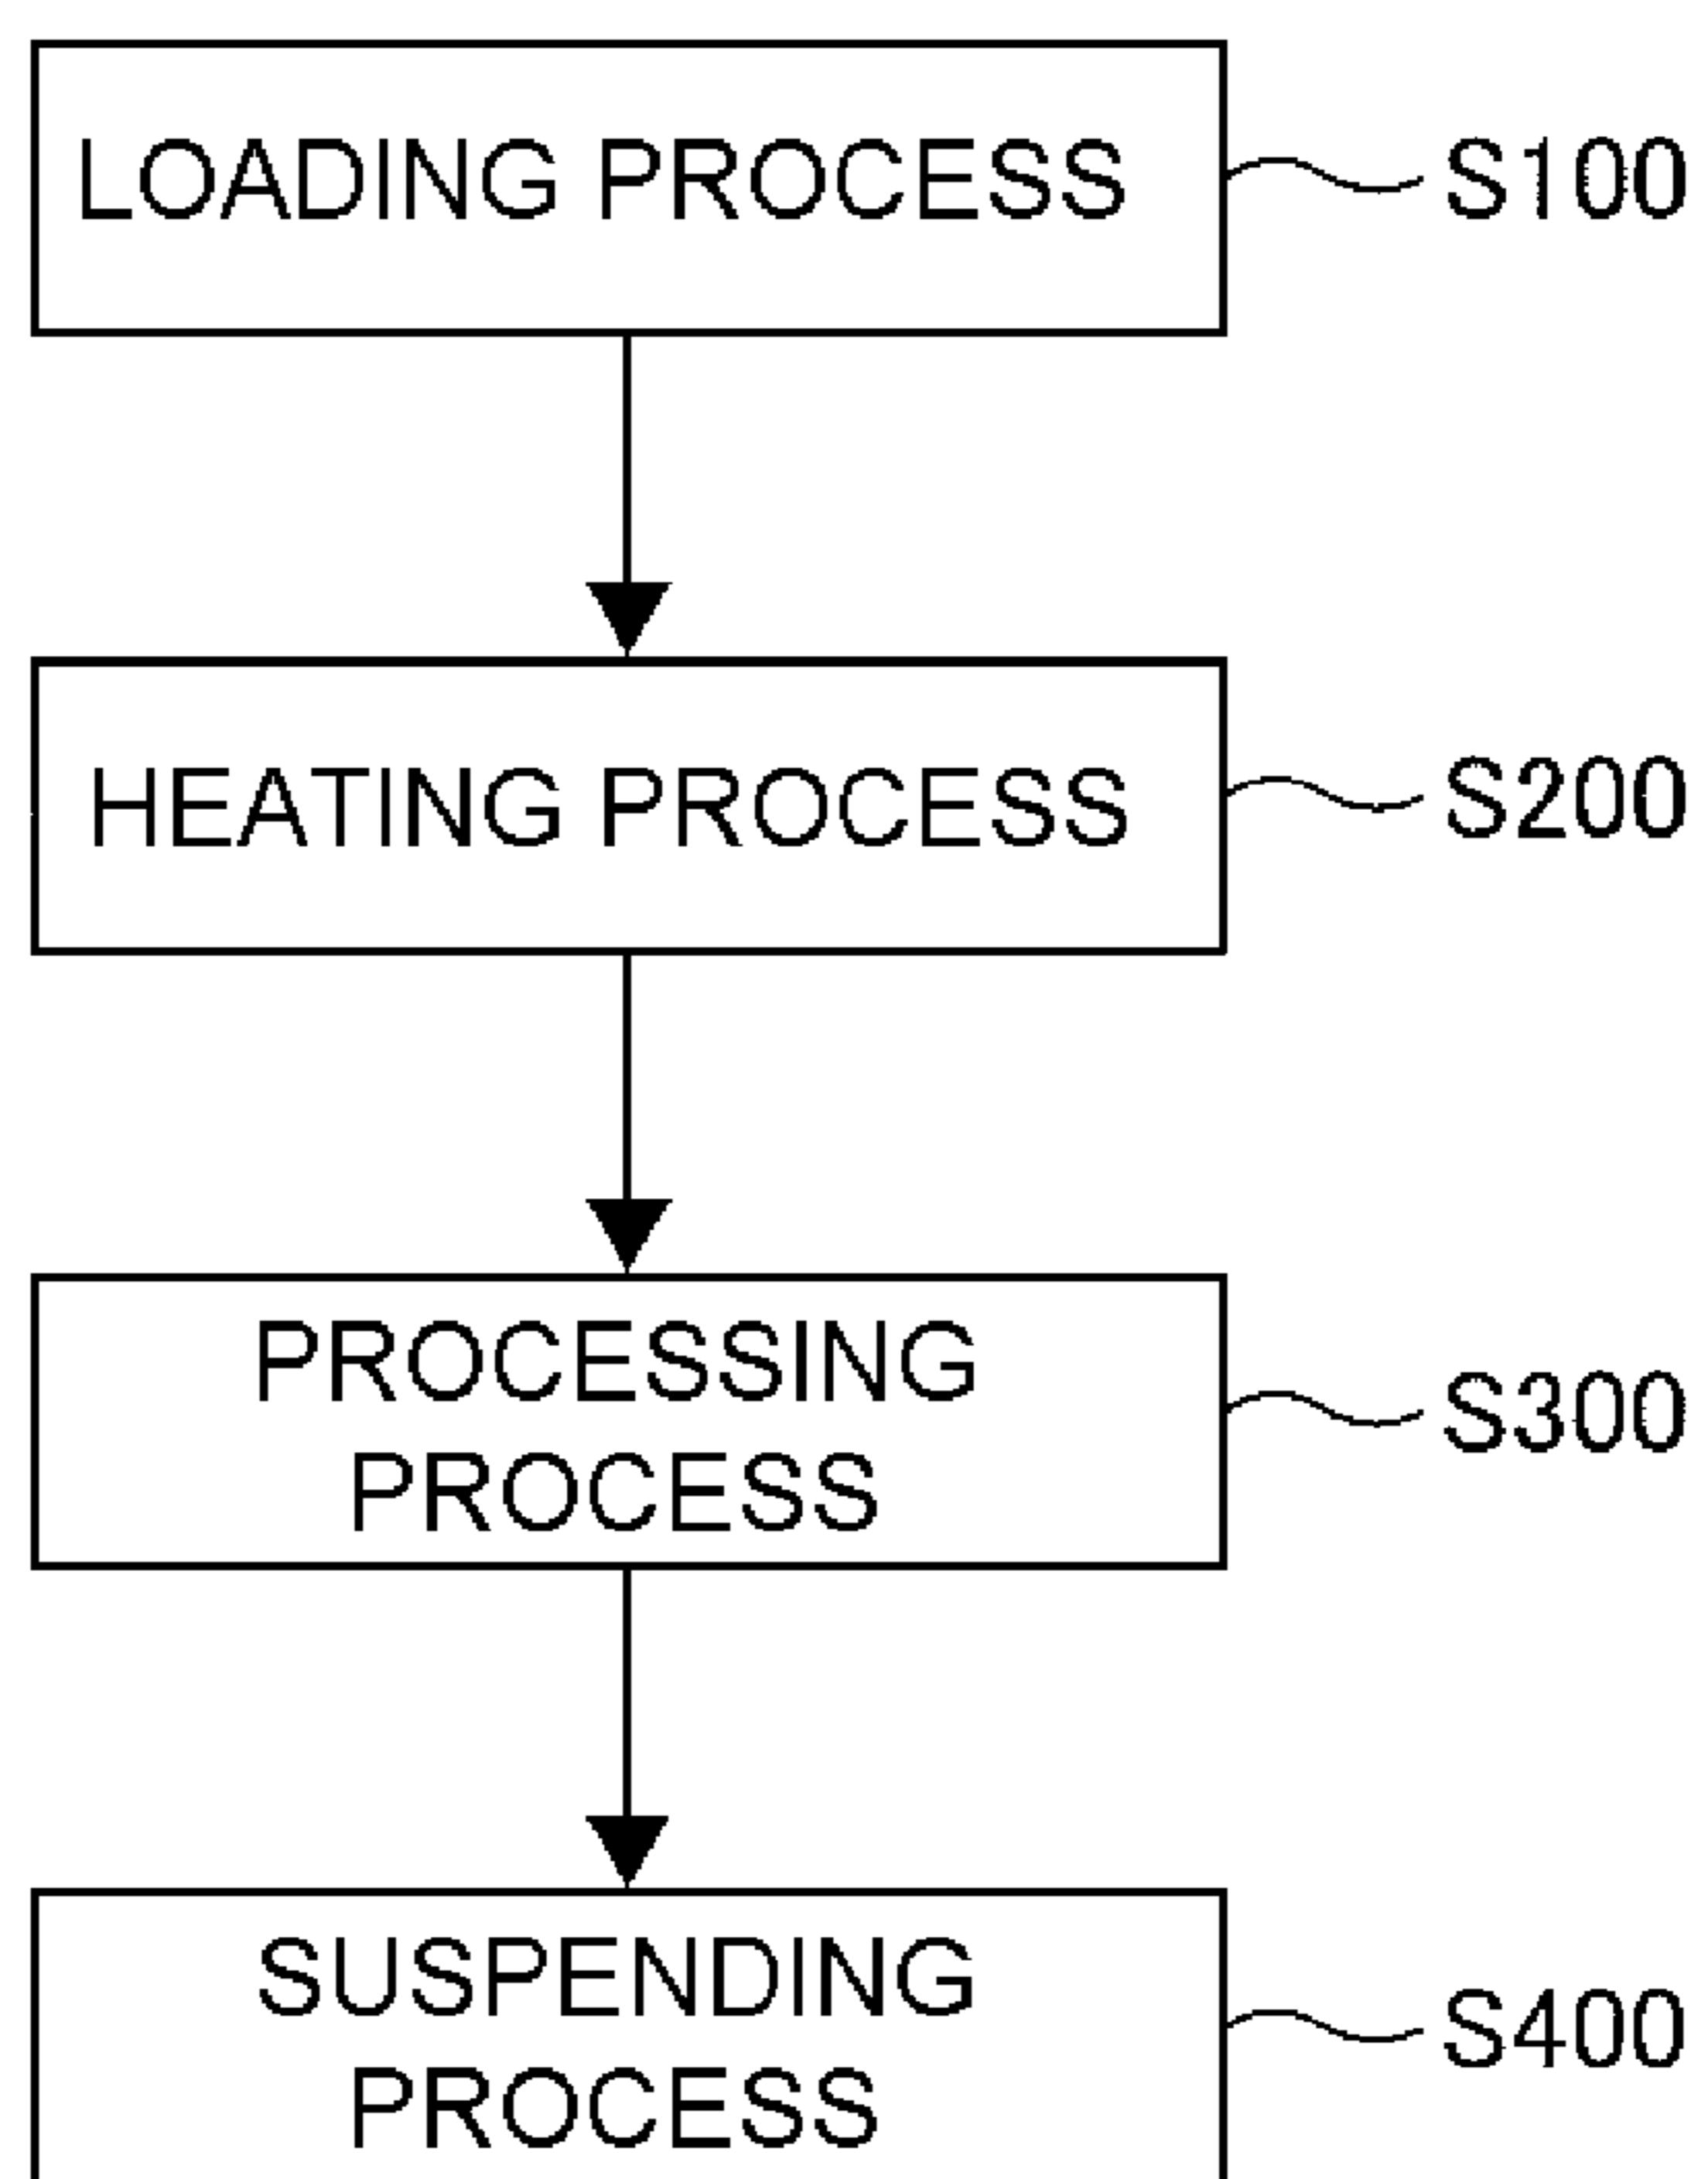 LOADING PROCESS S100
HEATING PROCESS S200
PROCESSING
PROCESS
S300
SUSPENDING
PROCESS
S400